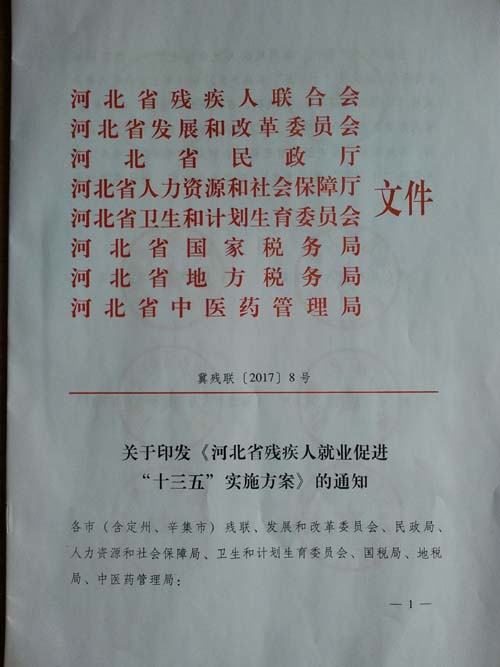 河北省残疾人联合会
河北省发展和改革委员会
河北省民政厅
河北省人力资源和社会保障厅
河北省卫生和计划生育委员会
河北省国家税务局
河北省地方税务局
河北省中医药管理局
文件
冀残联〔2017〕8号
关于印发《河北省残疾人就业促进
“十三五”实施方案》的通知
各市（含定州、辛集市）残联、发展和改革委员会、民政局、
人力资源和社会保障局、卫生和计划生育委员会、国税局、地税
局、中医药管理局：
— 1 —